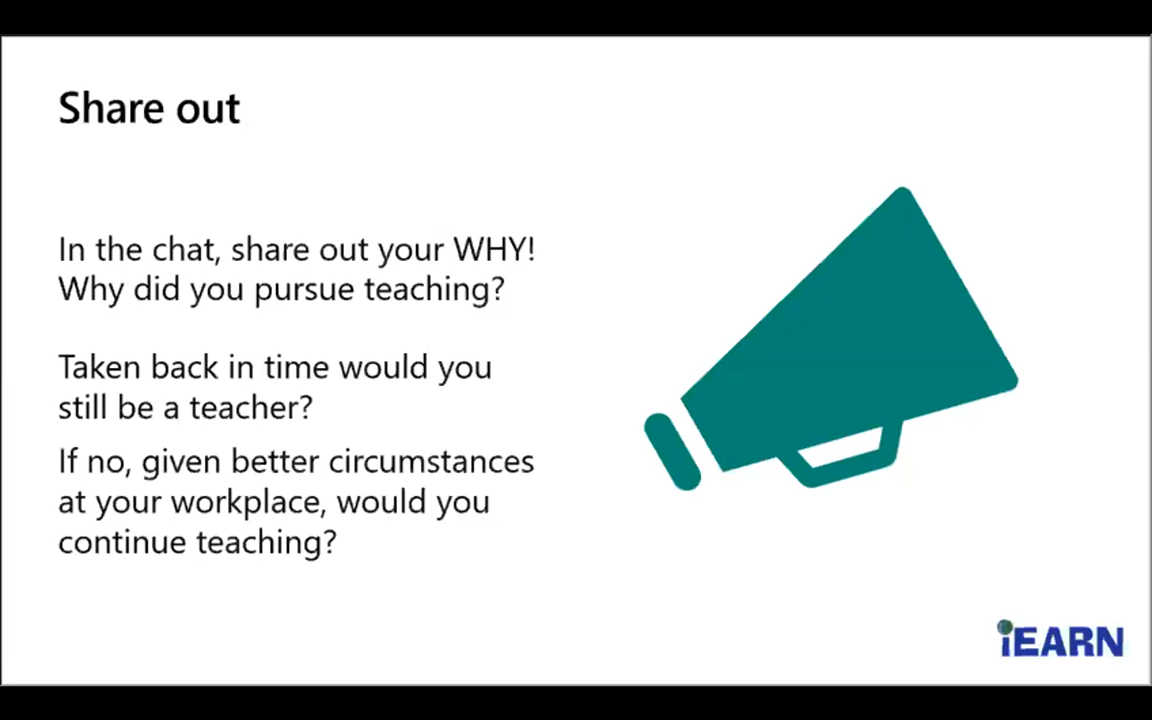 Share out
In the chat, share out your WHY!
Why did you pursue teaching?
Taken back in time would you
still be a teacher?
If no, given better circumstances
at your workplace, would you
continue teaching?
iEARN